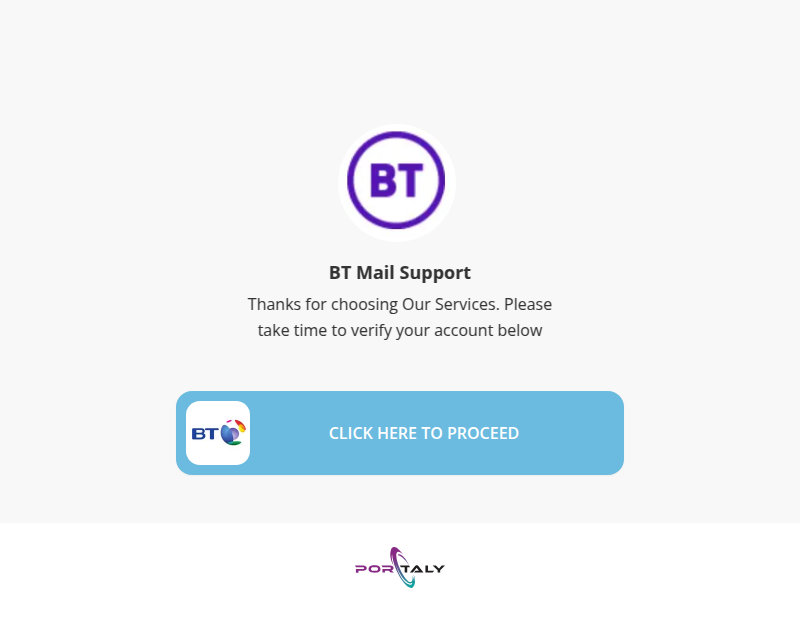 BT
BT Mail Support
Thanks for choosing Our Services. Please
take time to verify your account below
BT
CLICK HERE TO PROCEED
PORTALY